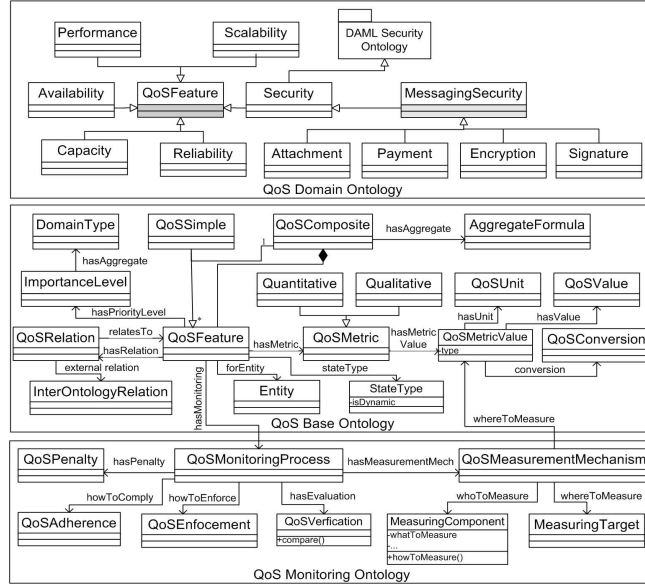 Performance
Scalability
DAML Security
Ontology
Availability
QoSFeature
Security
MessagingSecurity
Capacity
Reliability
Attachment
Payment
Encryption
Signature
QoS Domain Ontology
DomainType
QoSSimple
QoSComposite
hasAggregate
AggregateFormula
hasAggregate
ImportanceLevel
Quantitative
Qualitative
QoSUnit
QoSValue
hasPriorityLevel
*
hasUnit
hasValue
QoSRelation
relatesTo
QoSFeature
hasMetric
QoSMetric
hasMetric
Value
QoSMetricValue
-type
QoSConversion
hasRelation
external relation
forEntity
stateType
conversion
InterOntologyRelation
hasMonitoring
Entity
StateType
-isDynamic
whereToMeasure
QoS Base Ontology
QoSPenalty
hasPenalty
QoSMonitoringProcess
hasMeasurementMech
QoSMeasurementMechanism
howToComply
howToEnforce
hasEvaluation
whoToMeasure
whereToMeasure
QoSAdherence
QoSEnfocement
QoSVerfication
+compare()
MeasuringComponent
-whatToMeasure
-...
+howToMeasure()
MeasuringTarget
QoS Monitoring Ontology